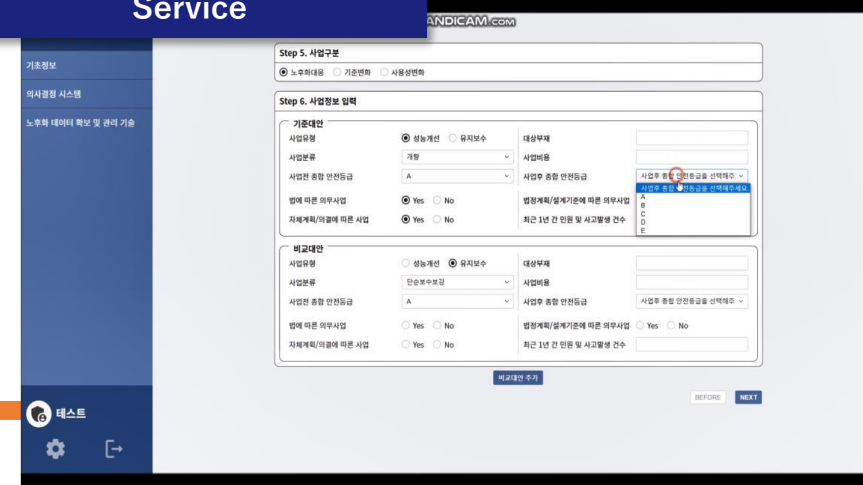 Service
ANDICAM.COM
기초정보
의사결정 시스템
노후화 데이터 확보 및 관리 기술
테스트
Step 5. 사업구분
노후화대응 기준변화 사용성변화
Step 6. 사업정보 입력
기준대안
사업유형 성능개선 유지보수 대상부재
사업분류 개량 사업비용
사업전 종합 안전등급 A 사업후 종합 안전등급 사업후 종합 안전등급을 선택해주
사업후 종합 안전등급을 선택해주세요
A
B
C
D
E
법에 따른 의무사업 Yes No 법정계획/설계기준에 따른 의무사업
자체계획/의결에 따른 사업 Yes No 최근 1년 간 민원 및 사고발생 건수
비교대안
사업유형 성능개선 유지보수 대상부재
사업분류 단순보수보강 사업비용
사업전 종합 안전등급 A 사업후 종합 안전등급 사업후 종합 안전등급을 선택해주
법에 따른 의무사업 Yes No 법정계획/설계기준에 따른 의무사업 Yes No
자체계획/의결에 따른 사업 Yes No 최근 1년 간 민원 및 사고발생 건수
비교대안 추가
BEFORE NEXT